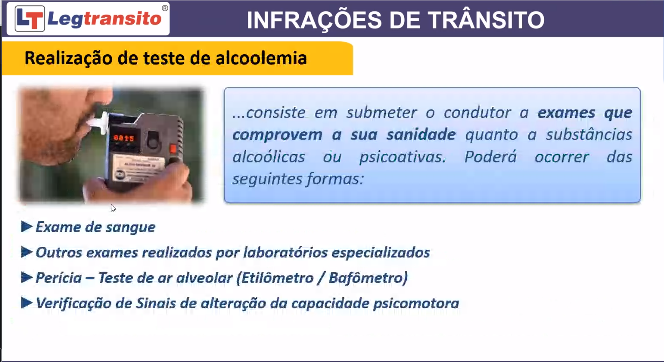 LT Legtransito®
INFRAÇÕES DE TRÂNSITO
Realização de teste de alcoolemia
...consiste em submeter o condutor a exames que
comprovem a sua sanidade quanto a substâncias
alcoólicas ou psicoativas. Poderá ocorrer das
seguintes formas:
►Exame de sangue
►Outros exames realizados por laboratórios especializados
►Perícia – Teste de ar alveolar (Etilômetro / Bafômetro)
►Verificação de Sinais de alteração da capacidade psicomotora